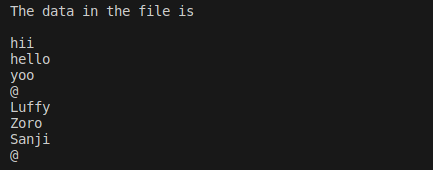 The data in the file is
hii
hello
yoo
@
Luffy
Zoro
Sanji
@